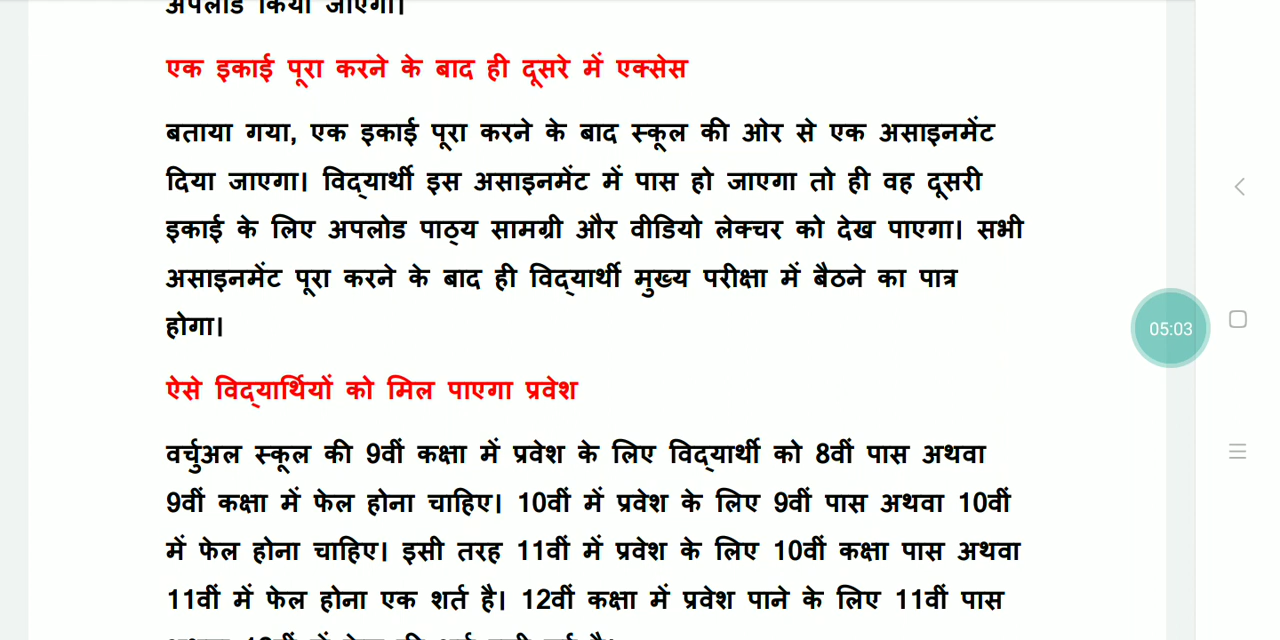 अपलोड किया जाएगा।
एक इकाई पूरा करने के बाद ही दूसरे में एक्सेस
बताया गया, एक इकाई पूरा करने के बाद स्कूल की ओर से एक असाइनमेंट
दिया जाएगा। विद्यार्थी इस असाइनमेंट में पास हो जाएगा तो ही वह दूसरी
इकाई के लिए अपलोड पाठ्य सामग्री और वीडियो लेक्चर को देख पाएगा। सभी
असाइनमेंट पूरा करने के बाद ही विद्यार्थी मुख्य परीक्षा में बैठने का पात्र
होगा।
05:03
ऐसे विद्यार्थियों को मिल पाएगा प्रवेश
वर्चुअल स्कूल की 9वीं कक्षा में प्रवेश के लिए विद्यार्थी को 8वीं पास अथवा
9वीं कक्षा में फेल होना चाहिए। 10वीं में प्रवेश के लिए 9वीं पास अथवा 10वीं
में फेल होना चाहिए। इसी तरह 11वीं में प्रवेश के लिए 10वीं कक्षा पास अथवा
11वीं में फेल होना एक शर्त है। 12वीं कक्षा में प्रवेश पाने के लिए 11वीं पास